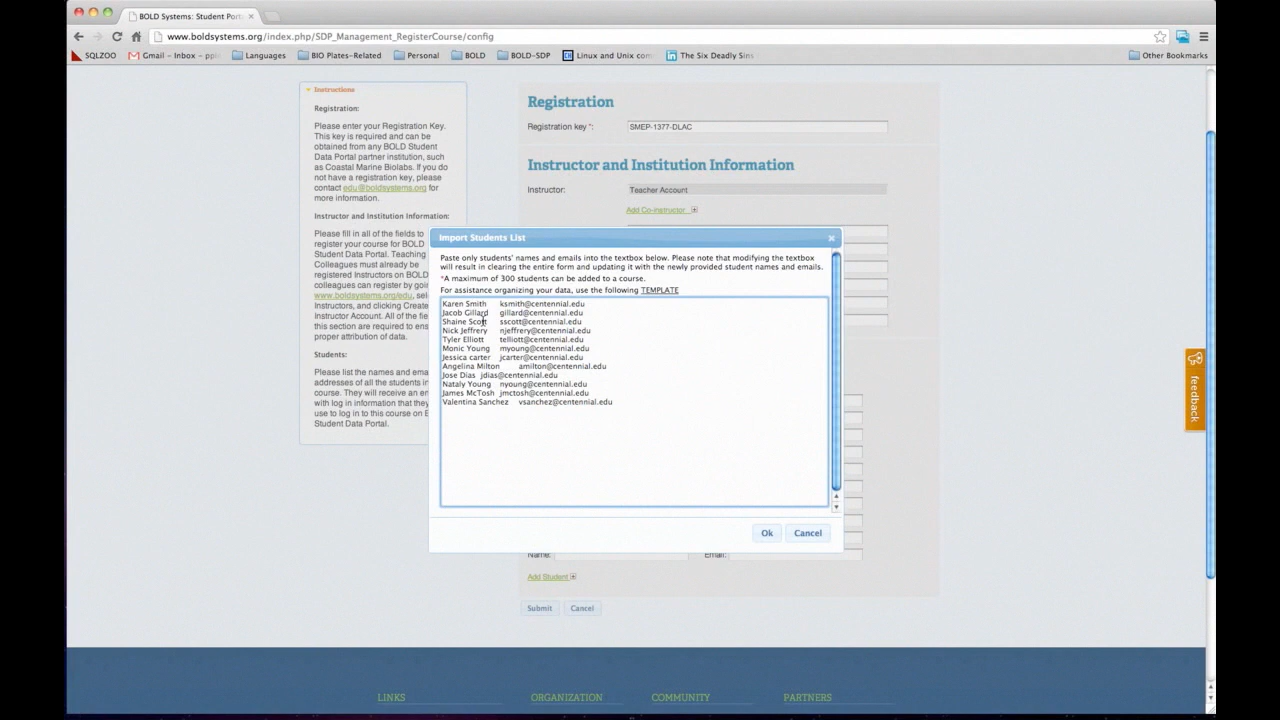 BOLD Systems: Student Port
www.boldsystems.org/index.php/SDP_Management_RegisterCourse/config
SQLZOO
Gmail - Inbox - ppi
Languages
BIO Plates-Related
Personal
BOLD
BOLD-SDP
Linux and Unix com
The Six Deadly Sins
Other Bookmarks
Instructions
Registration:
Please enter your Registration Key.
This key is required and can be
obtained from any BOLD Student
Data Portal partner institution, such
as Coastal Marine Biolabs. If you do
not have a registration key, please
contact edu@boldsystems.org for
more information.
Instructor and Institution Information:
Please fill in all of the fields to
register your course for BOLD
Student Data Portal. Teaching
Colleagues must already be
registered Instructors on BOLD
can register by goin
www.boldsystems.org/edu, sel
Instructors, and clicking Create
Instructor Account. All of the f
this section are required to ens
proper attribution of data.
Students:
Please list the names and emai
addresses of all the students in
course. They will receive an en
with log in information that they
use to log in to this course on B
Student Data Portal.
Registration
Registration key *:
SMEP-1377-DLAC
Instructor and Institution Information
Instructor:
Teacher Account
Add Co-instructor
Import Students List
Paste only students' names and emails into the textbox below. Please note that modifying the textbox
will result in clearing the entire form and updating it with the newly provided student names and emails.
*A maximum of 300 students can be added to a course.
For assistance organizing your data, use the following TEMPLATE
Karen Smith ksmith@centennial.edu
Jacob Gillard gillard@centennial.edu
Shaine Scott sscott@centennial.edu
Nick Jeffrery njeffrery@centennial.edu
Tyler Elliott telliott@centennial.edu
Monic Young myoung@centennial.edu
Jessica carter jcarter@centennial.edu
Angelina Milton amilton@centennial.edu
Jose Dias jdias@centennial.edu
Nataly Young nyoung@centennial.edu
James McTosh jmctosh@centennial.edu
Valentina Sanchez vsanchez@centennial.edu
Ok
Cancel
Name:
Email:
Add Student
Submit
Cancel
feedback
LINKS
ORGANIZATION
COMMUNITY
PARTNERS